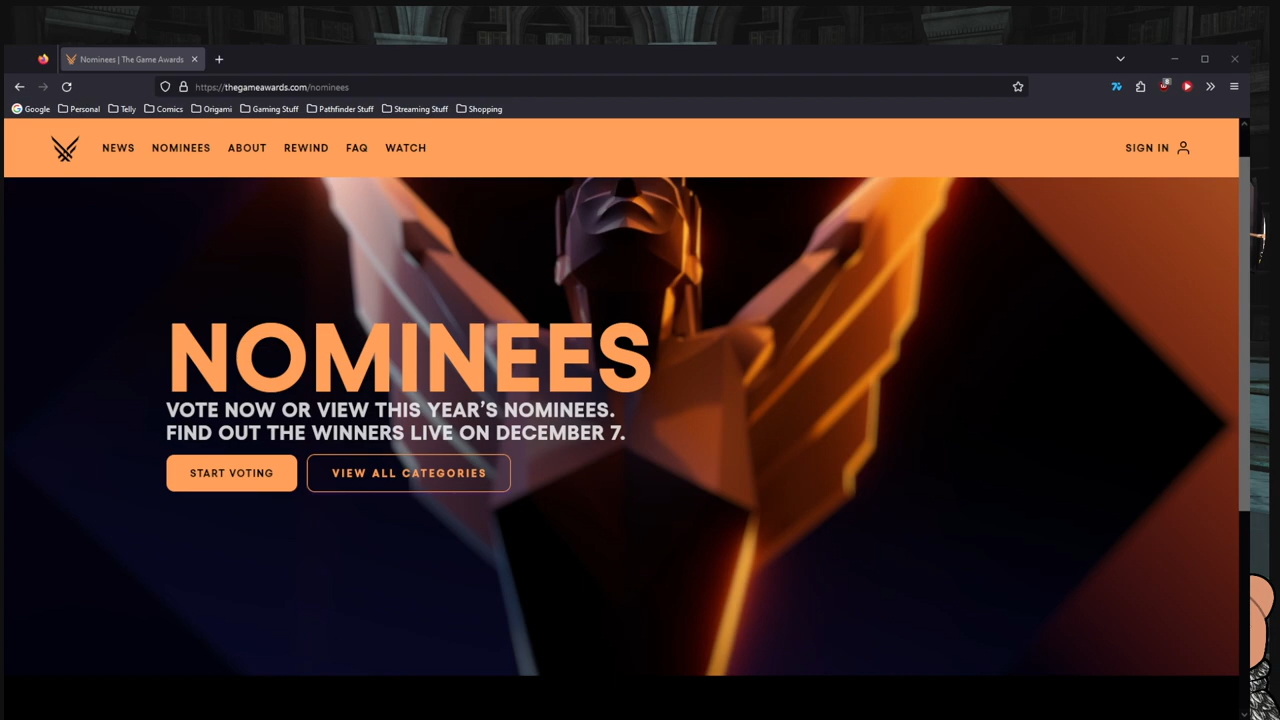 Nominees | The Game Awards
https://thegameawards.com/nominees
Google Personal Telly Comics Origami Gaming Stuff Pathfinder Stuff Streaming Stuff Shopping
NEWS NOMINEES ABOUT REWIND FAQ WATCH SIGN IN
NOMINEES
VOTE NOW OR VIEW THIS YEAR'S NOMINEES.
FIND OUT THE WINNERS LIVE ON DECEMBER 7.
START VOTING VIEW ALL CATEGORIES